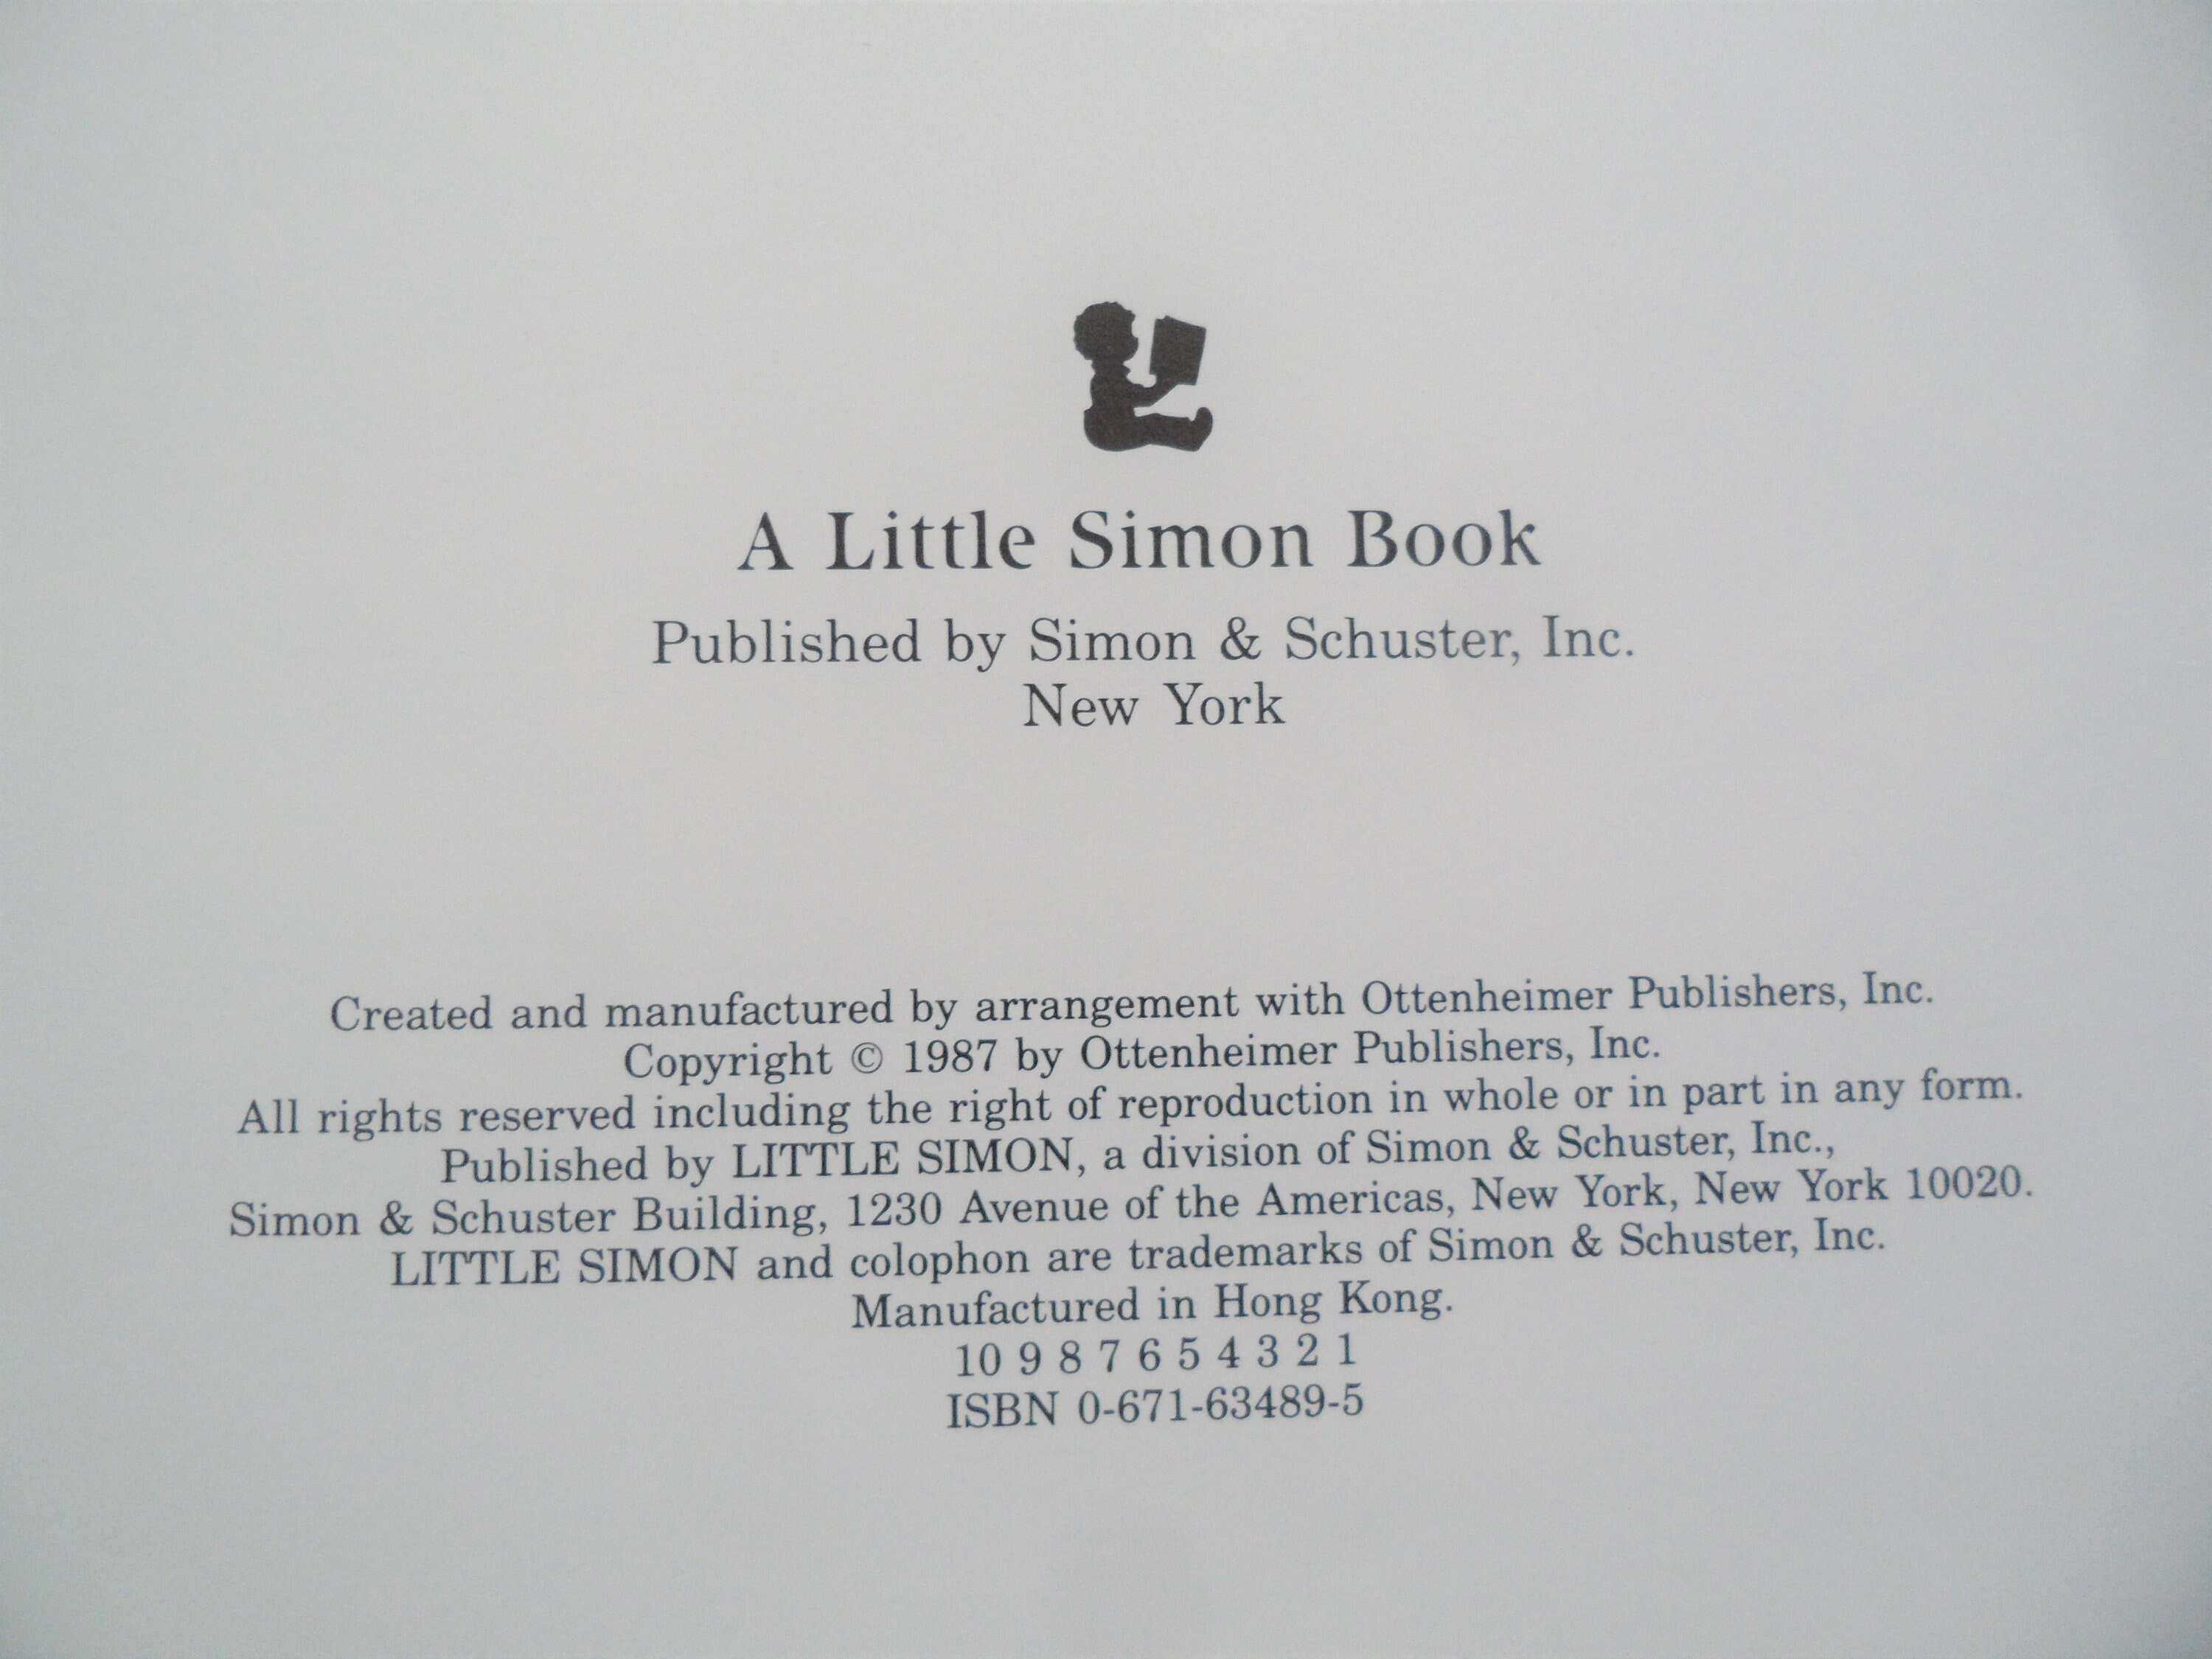 A Little Simon Book
Published by Simon & Schuster, Inc.
New York
Created and manufactured by arrangement with Ottenheimer Publishers, Inc.
Copyright © 1987 by Ottenheimer Publishers, Inc.
All rights reserved including the right of reproduction in whole or in part in any form.
Published by LITTLE SIMON, a division of Simon & Schuster, Inc.,
Simon & Schuster Building, 1230 Avenue of the Americas, New York, New York 10020.
LITTLE SIMON and colophon are trademarks of Simon & Schuster, Inc.
Manufactured in Hong Kong.
10 9 8 7 6 5 4 3 2 1
ISBN 0-671-63489-5